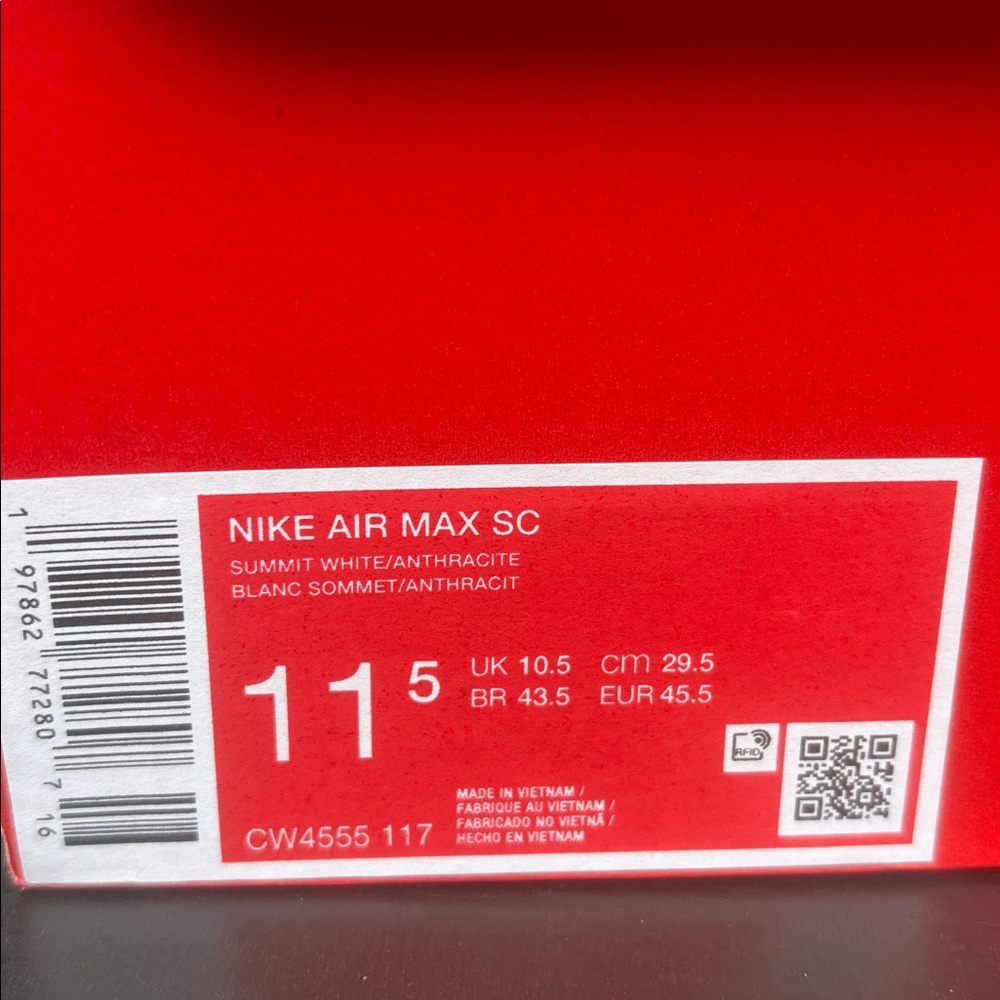 NIKE AIR MAX SC
SUMMIT WHITE/ANTHRACITE
BLANC SOMMET/ANTHRACIT
11 5
UK 10.5 cm 29.5
BR 43.5 EUR 45.5
RFID
MADE IN VIETNAM /
FABRIQUE AU VIETNAM /
FABRICADO NO VIETNÃ /
HECHO EN VIETNAM
CW4555 117
1 97862 77280 7 16